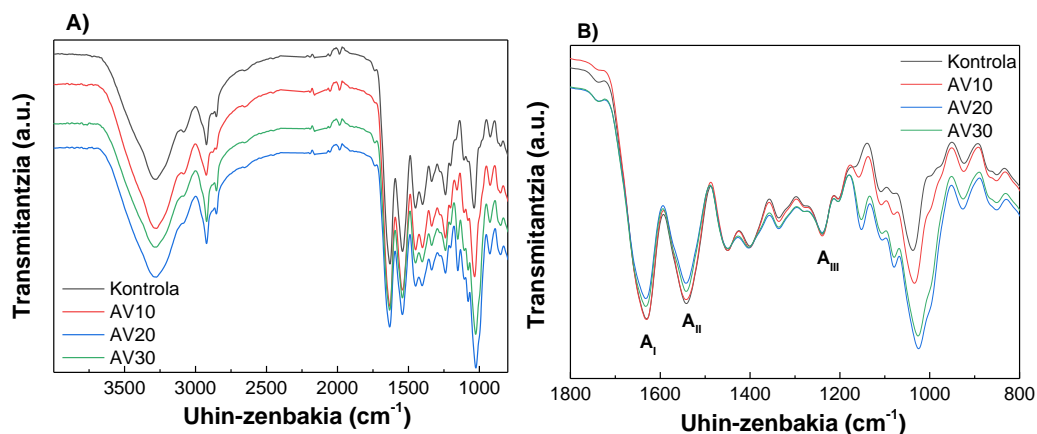 A)
Transmitantzia (a.u.)
Kontrola
AV10
AV20
AV30
3500 3000 2500 2000 1500 1000
Uhin-zenbakia (cm⁻¹)
B)
Transmitantzia (a.u.)
Kontrola
AV10
AV20
AV30
A_I
A_II
A_III
1800 1600 1400 1200 1000 800
Uhin-zenbakia (cm⁻¹)